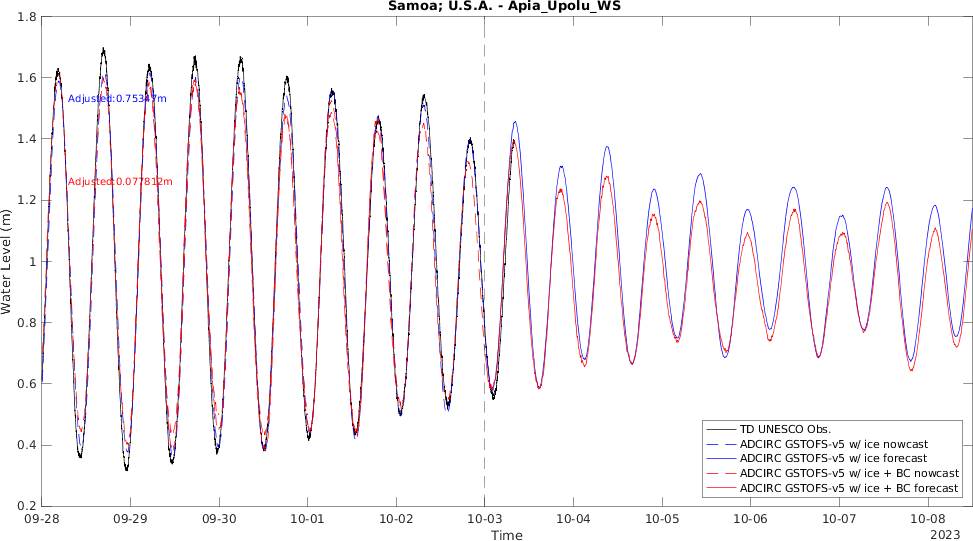 Samoa; U.S.A. - Apia_Upolu_WS
1.8
1.6
1.4
1.2
1
0.8
0.6
0.4
0.2
Water Level (m)
Adjusted:0.75347m
Adjusted:0.077812m
TD UNESCO Obs.
ADCIRC GSTOFS-v5 w/ ice nowcast
ADCIRC GSTOFS-v5 w/ ice forecast
ADCIRC GSTOFS-v5 w/ ice + BC nowcast
ADCIRC GSTOFS-v5 w/ ice + BC forecast
09-28 09-29 09-30 10-01 10-02 10-03 10-04 10-05 10-06 10-07 10-08
Time
2023